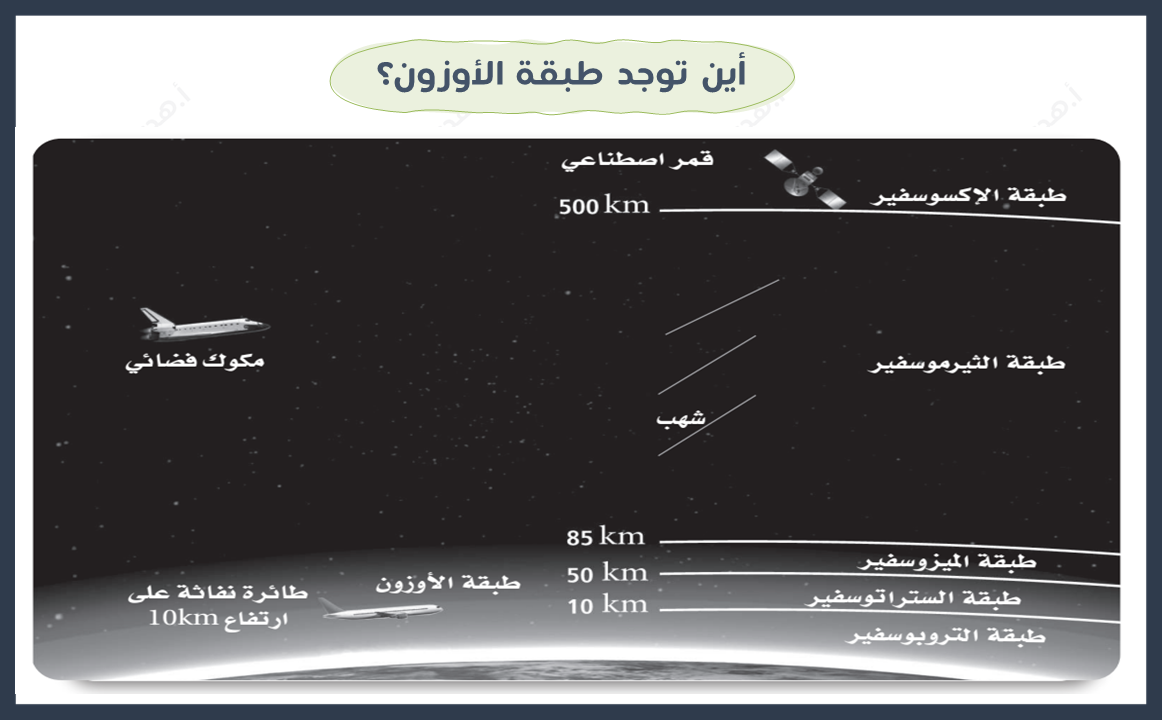 أين توجد طبقة الأوزون؟
قمر اصطناعي
طبقة الإكسوسفير
500 km
مكوك فضائي
طبقة الثيرموسفير
شهب
85 km
طبقة الميزوسفير
50 km
طبقة الأوزون
طبقة الستراتوسفير
10 km
طائرة نفاثة على
ارتفاع 10km
طبقة التروبوسفير